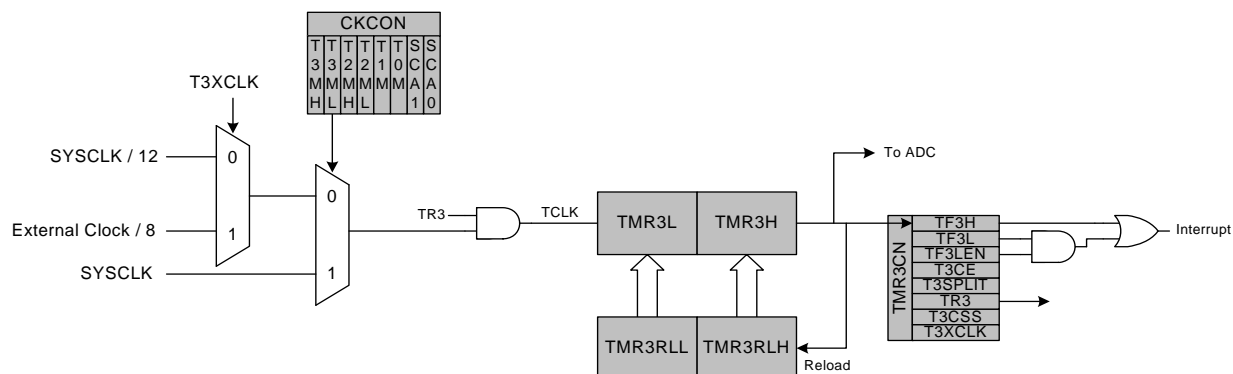 CKCON
T3MH
T3ML
T2MH
T2ML
T1M
T0M
SCA1
SCA0
T3XCLK
SYSCLK / 12
0
External Clock / 8
1
SYSCLK
0
1
TR3
TCLK
TMR3L
TMR3H
To ADC
TMR3RLL
TMR3RLH
Reload
TMR3CN
TF3H
TF3L
TF3LEN
T3CE
T3SPLIT
TR3
T3CSS
T3XCLK
Interrupt